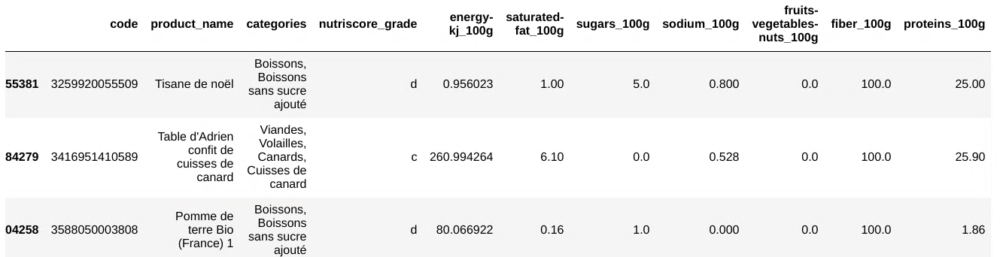 code product_name categories nutriscore_grade energy-kj_100g saturated-fat_100g sugars_100g sodium_100g fruits-vegetables-nuts_100g fiber_100g proteins_100g
55381 3259920055509 Tisane de noël Boissons, Boissons sans sucre ajouté d 0.956023 1.00 5.0 0.800 0.0 100.0 25.00
84279 3416951410589 Table d'Adrien confit de cuisses de canard Viandes, Volailles, Canards, Cuisses de canard c 260.994264 6.10 0.0 0.528 0.0 100.0 25.90
04258 3588050003808 Pomme de terre Bio (France) 1 Boissons, Boissons sans sucre ajouté d 80.066922 0.16 1.0 0.000 0.0 100.0 1.86